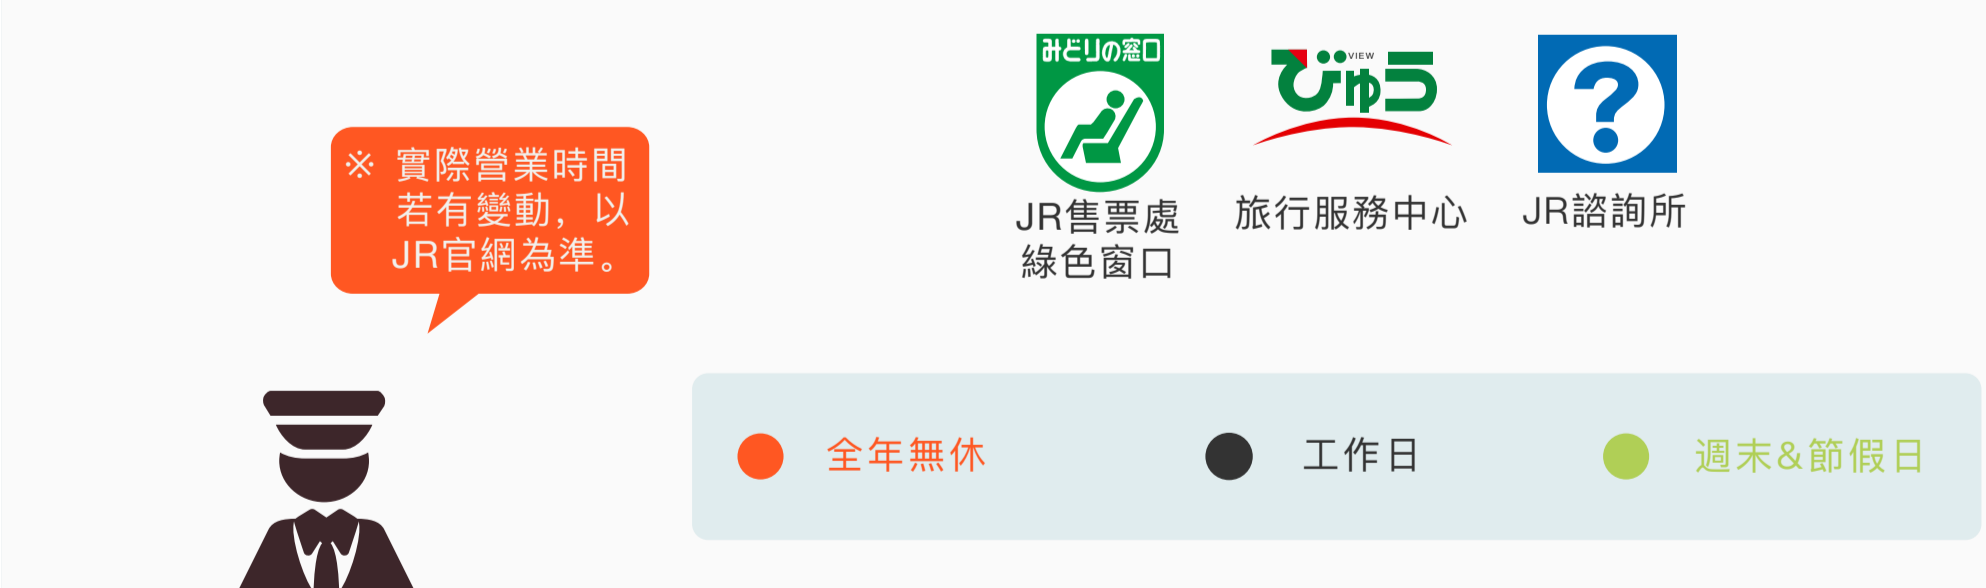 みどりの窓口
VIEW
びゅう
※ 實際營業時間
若有變動，以
JR官網為準。
JR售票處
綠色窗口
旅行服務中心
?
JR諮詢所
全年無休
工作日
週末&節假日